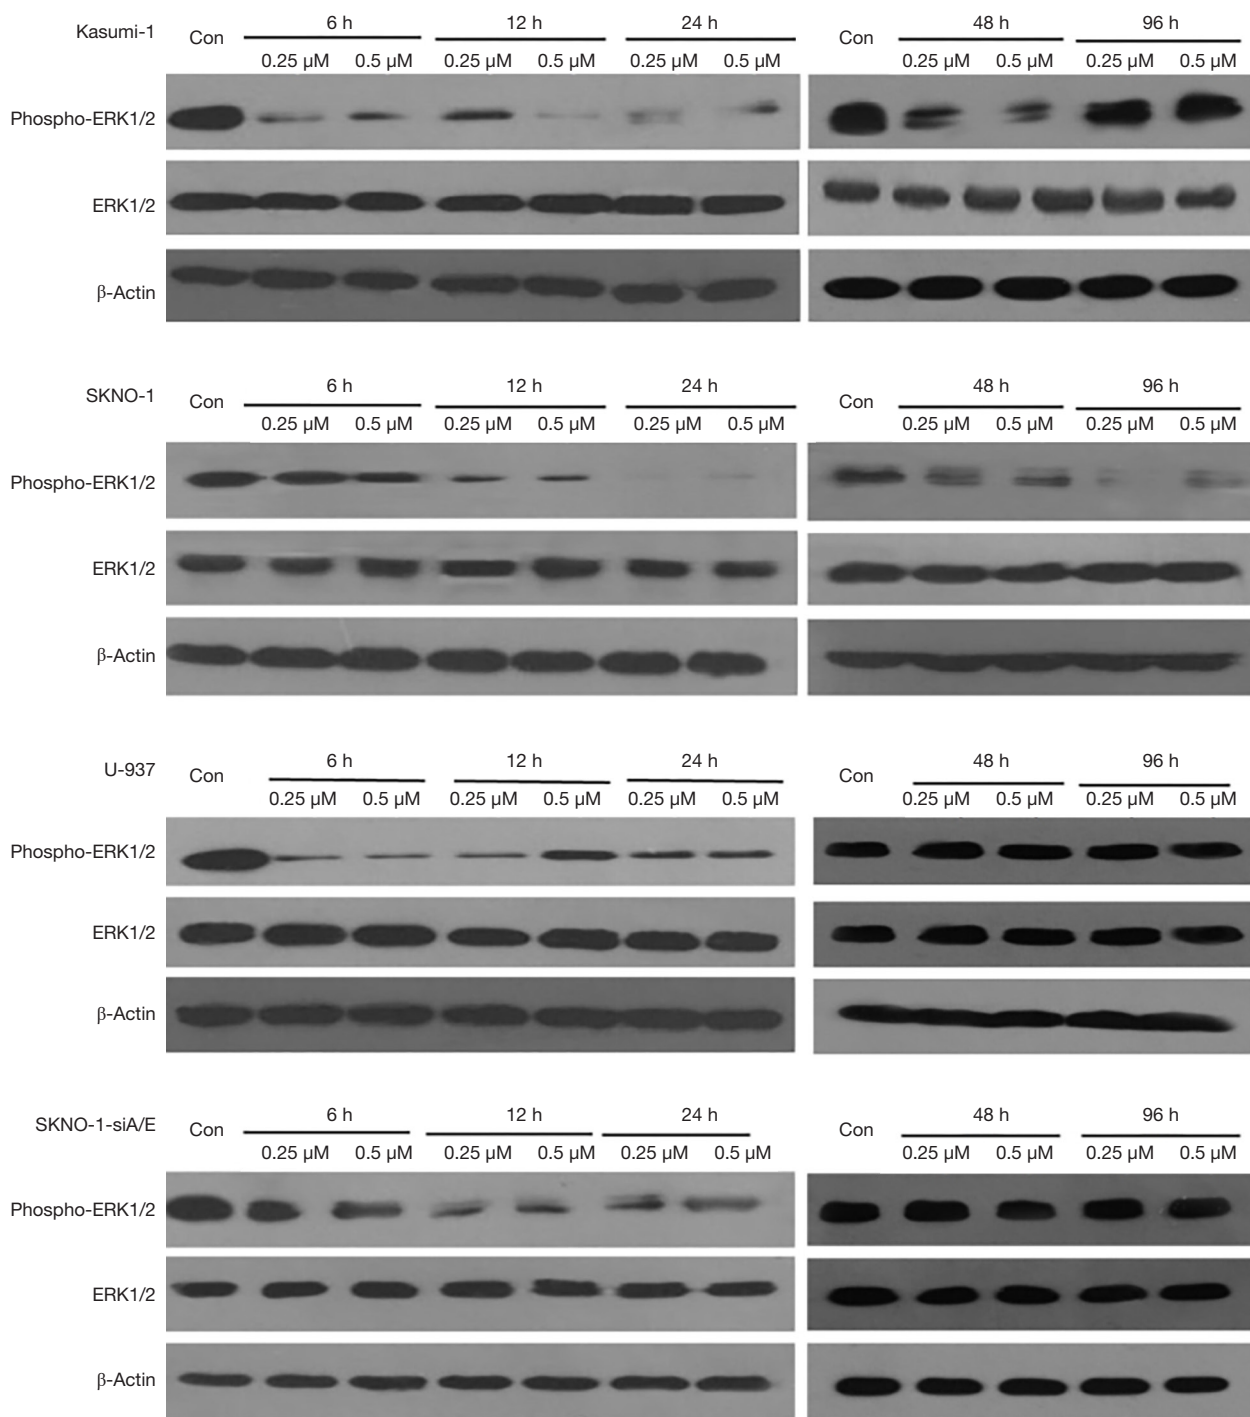 Kasumi-1 Con 6 h 12 h 24 h Con 48 h 96 h
0.25 µM 0.5 µM 0.25 µM 0.5 µM 0.25 µM 0.5 µM 0.25 µM 0.5 µM 0.25 µM 0.5 µM
Phospho-ERK1/2
ERK1/2
β-Actin
SKNO-1 Con 6 h 12 h 24 h Con 48 h 96 h
0.25 µM 0.5 µM 0.25 µM 0.5 µM 0.25 µM 0.5 µM 0.25 µM 0.5 µM 0.25 µM 0.5 µM
Phospho-ERK1/2
ERK1/2
β-Actin
U-937 Con 6 h 12 h 24 h Con 48 h 96 h
0.25 µM 0.5 µM 0.25 µM 0.5 µM 0.25 µM 0.5 µM 0.25 µM 0.5 µM 0.25 µM 0.5 µM
Phospho-ERK1/2
ERK1/2
β-Actin
SKNO-1-siA/E Con 6 h 12 h 24 h Con 48 h 96 h
0.25 µM 0.5 µM 0.25 µM 0.5 µM 0.25 µM 0.5 µM 0.25 µM 0.5 µM 0.25 µM 0.5 µM
Phospho-ERK1/2
ERK1/2
β-Actin